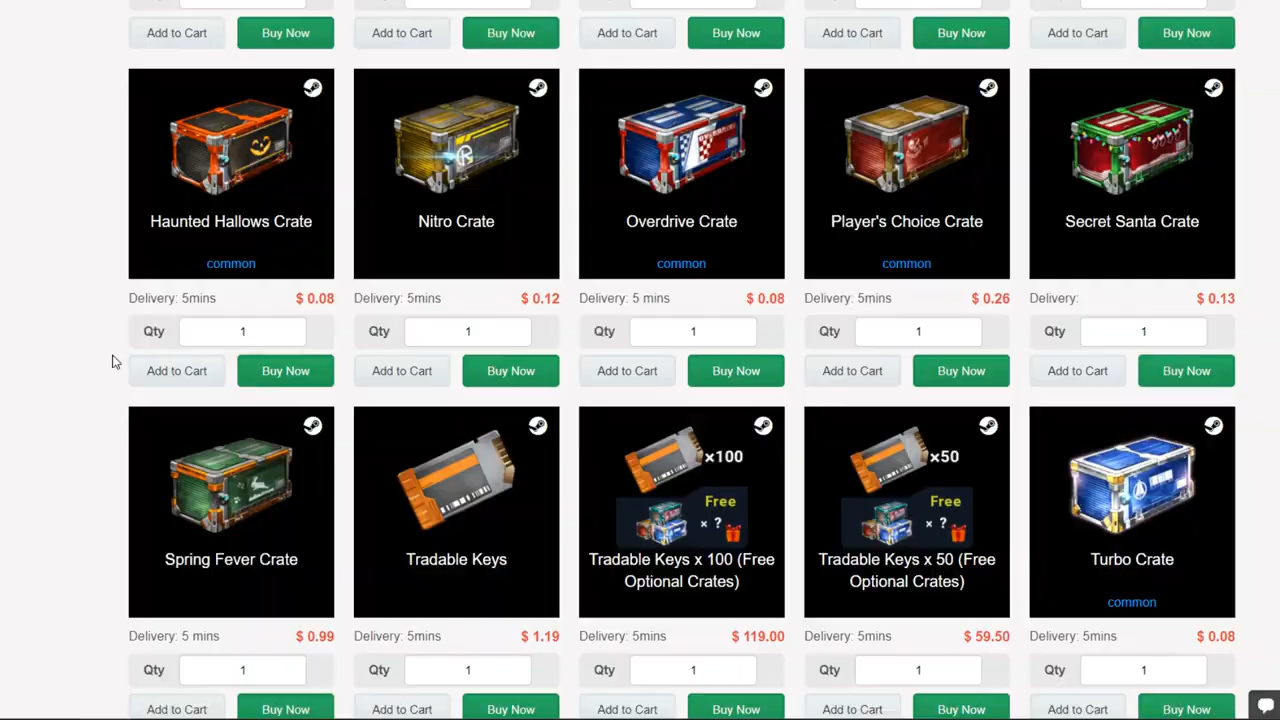 Add to Cart Buy Now Add to Cart Buy Now Add to Cart Buy Now Add to Cart Buy Now Add to Cart Buy Now
Haunted Hallows Crate
common
Delivery: 5mins $ 0.08
Qty 1
Add to Cart Buy Now
Nitro Crate
Delivery: 5mins $ 0.12
Qty 1
Add to Cart Buy Now
Overdrive Crate
common
Delivery: 5 mins $ 0.08
Qty 1
Add to Cart Buy Now
Player's Choice Crate
common
Delivery: 5mins $ 0.26
Qty 1
Add to Cart Buy Now
Secret Santa Crate
Delivery: $ 0.13
Qty 1
Add to Cart Buy Now
Spring Fever Crate
Delivery: 5 mins $ 0.99
Qty 1
Add to Cart Buy Now
Tradable Keys
Delivery: 5mins $ 1.19
Qty 1
Add to Cart Buy Now
×100
Free
× ?
Tradable Keys x 100 (Free
Optional Crates)
Delivery: 5mins $ 119.00
Qty 1
Add to Cart Buy Now
×50
Free
× ?
Tradable Keys x 50 (Free
Optional Crates)
Delivery: 5mins $ 59.50
Qty 1
Add to Cart Buy Now
Turbo Crate
common
Delivery: 5mins $ 0.08
Qty 1
Add to Cart Buy Now